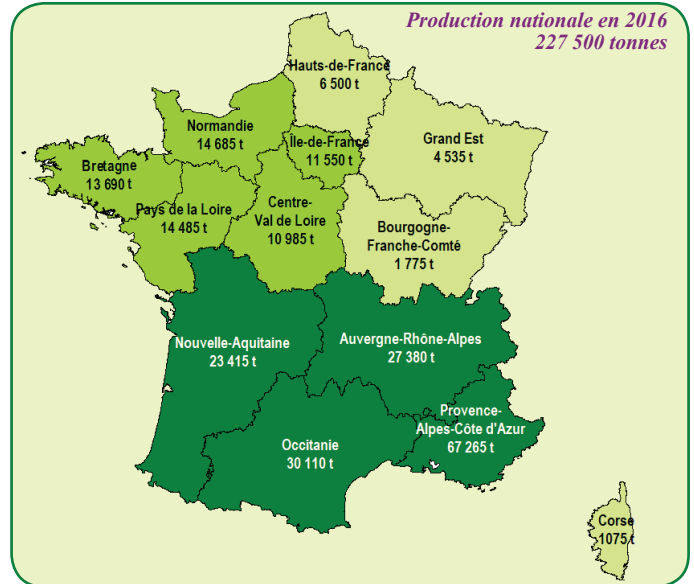 Production nationale en 2016
227 500 tonnes
Hauts-de-France
6 500 t
Normandie
14 685 t
Île-de-France
11 550 t
Grand Est
4 535 t
Bretagne
13 690 t
Pays de la Loire
14 485 t
Centre-
Val de Loire
10 985 t
Bourgogne-
Franche-Comté
1 775 t
Nouvelle-Aquitaine
23 415 t
Auvergne-Rhône-Alpes
27 380 t
Provence-
Alpes-Côte d'Azur
67 265 t
Occitanie
30 110 t
Corse
1075 t